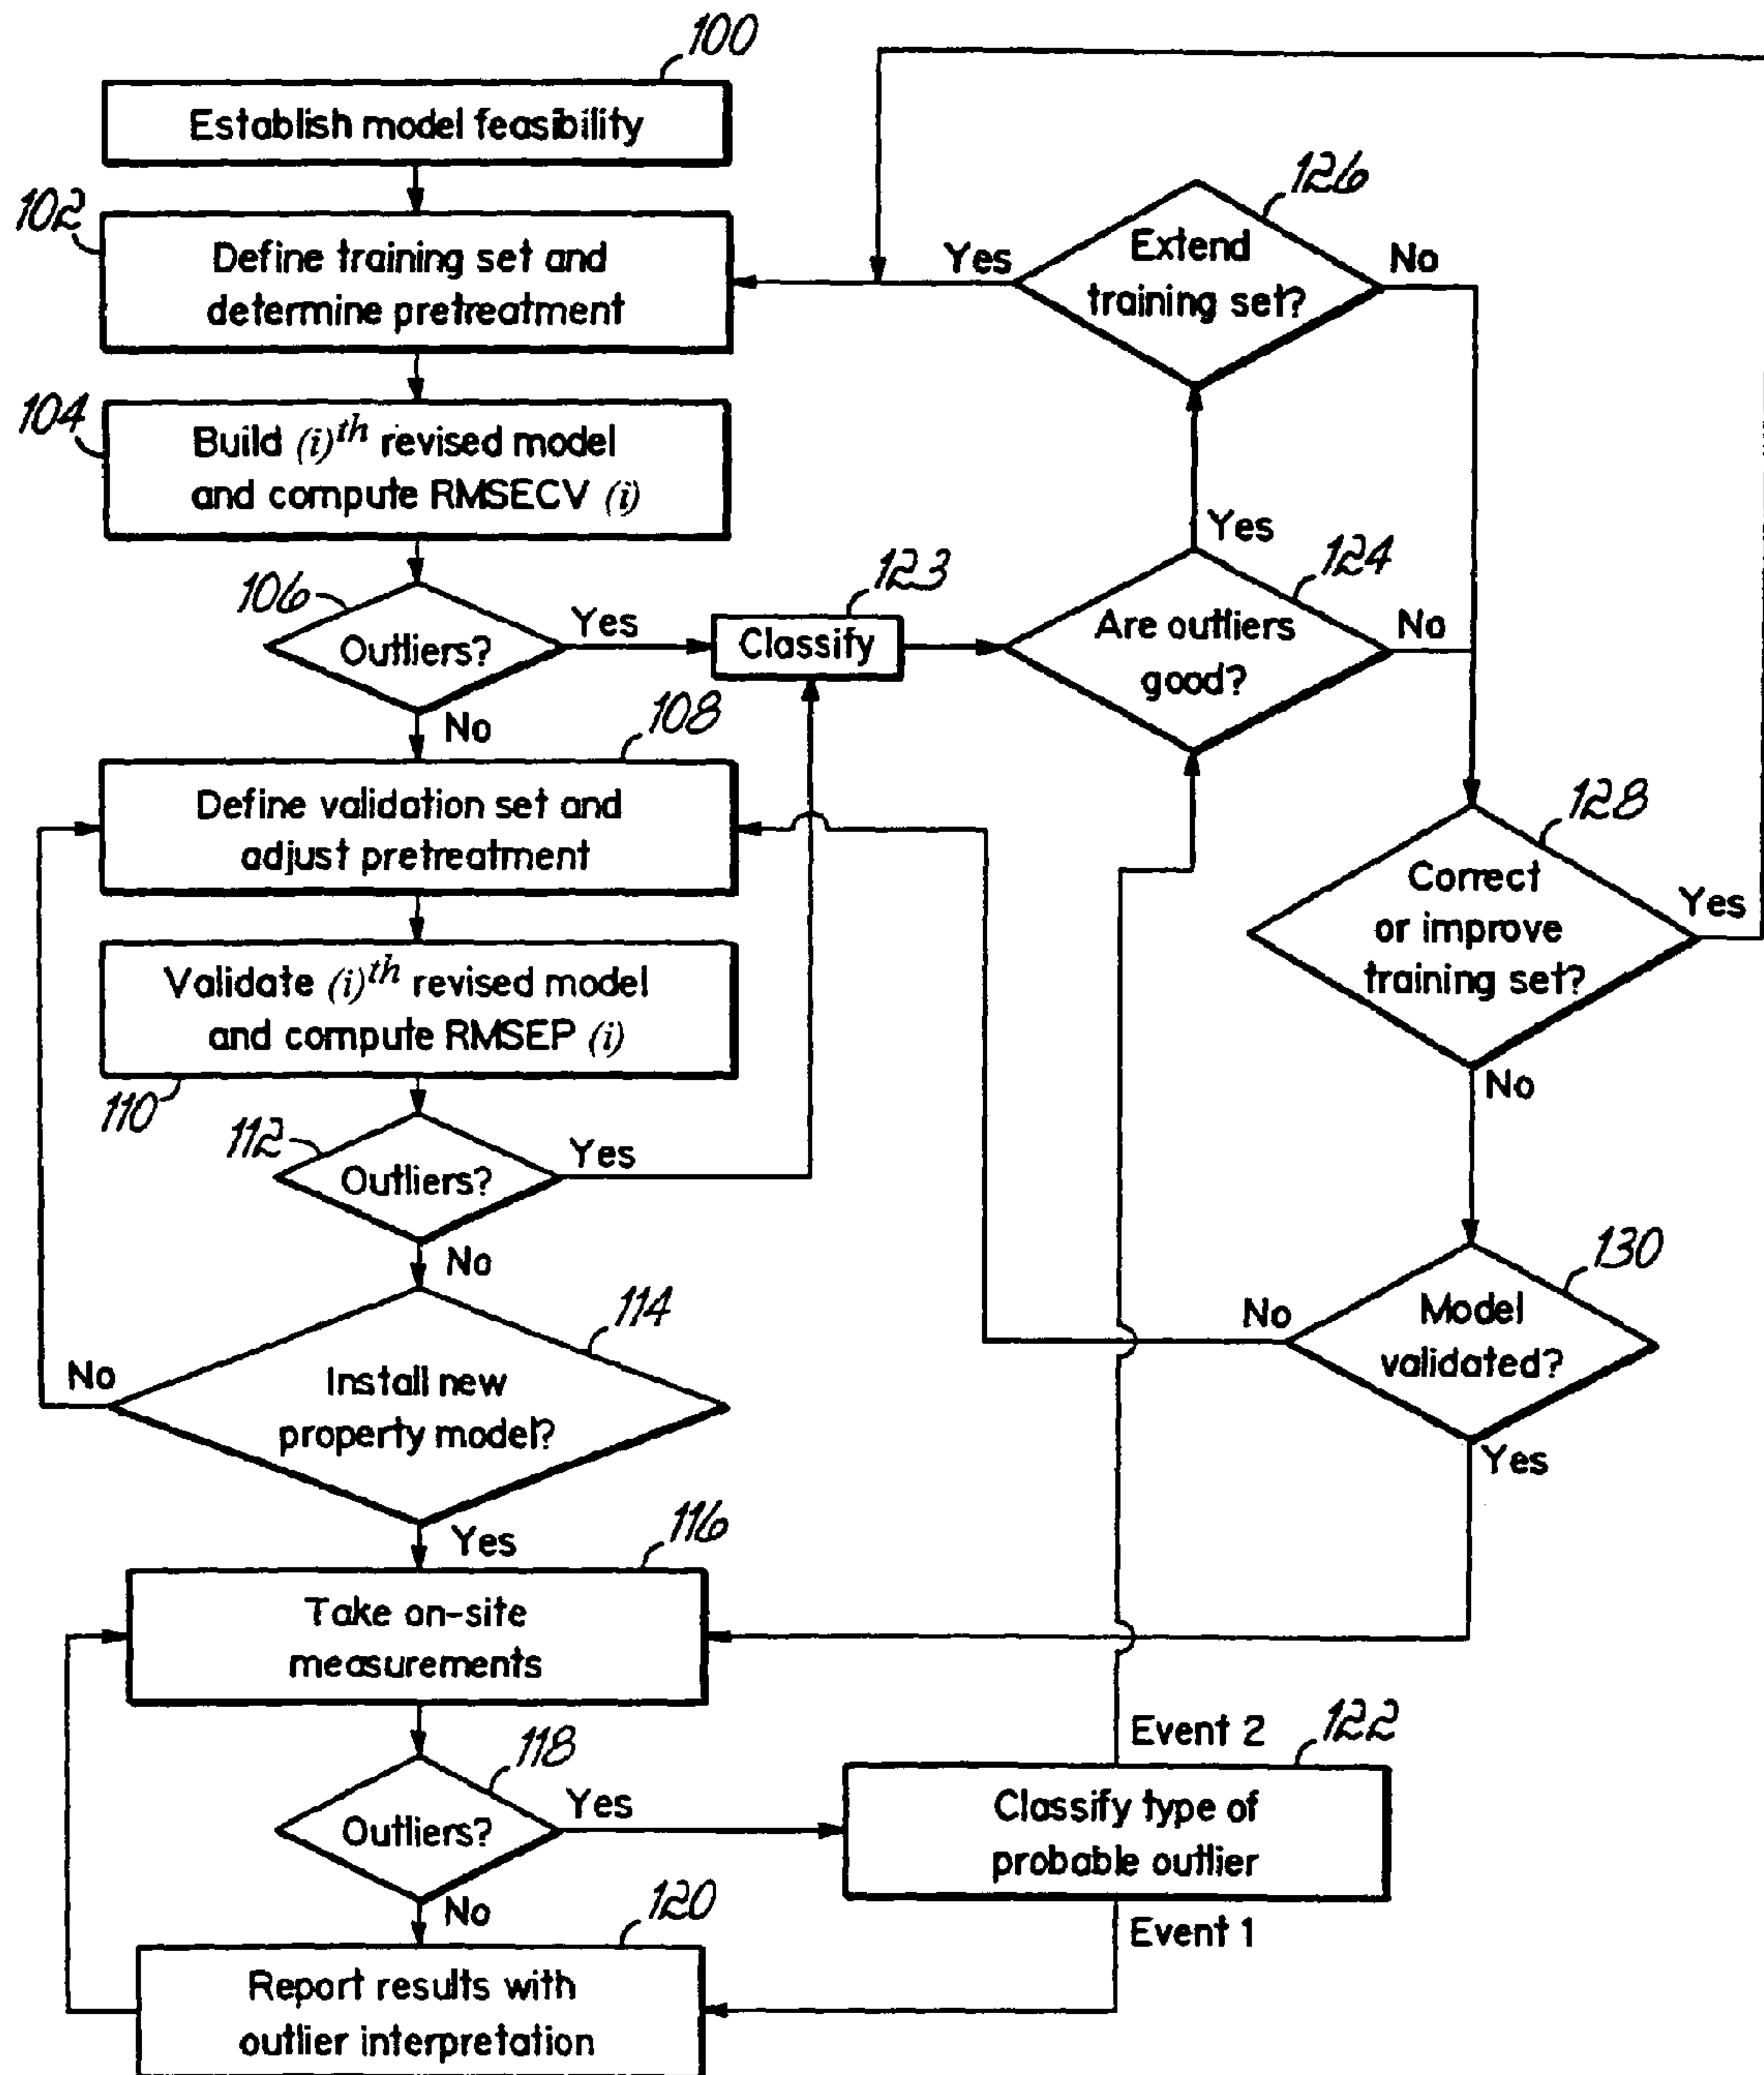 100
Establish model feasibility
102
Define training set and
determine pretreatment
104
Build (i)th revised model
and compute RMSECV (i)
106
Outliers?
Yes
No
123
Classify
108
Define validation set and
adjust pretreatment
Validate (i)th revised model
and compute RMSEP (i)
110
112
Outliers?
Yes
No
114
Install new
property model?
No
Yes
116
Take on-site
measurements
118
Outliers?
Yes
No
120
Report results with
outlier interpretation
Event 2
122
Classify type of
probable outlier
Event 1
126
Extend
training set?
Yes
No
124
Are outliers
good?
Yes
No
128
Correct
or improve
training set?
Yes
No
130
Model
validated?
No
Yes